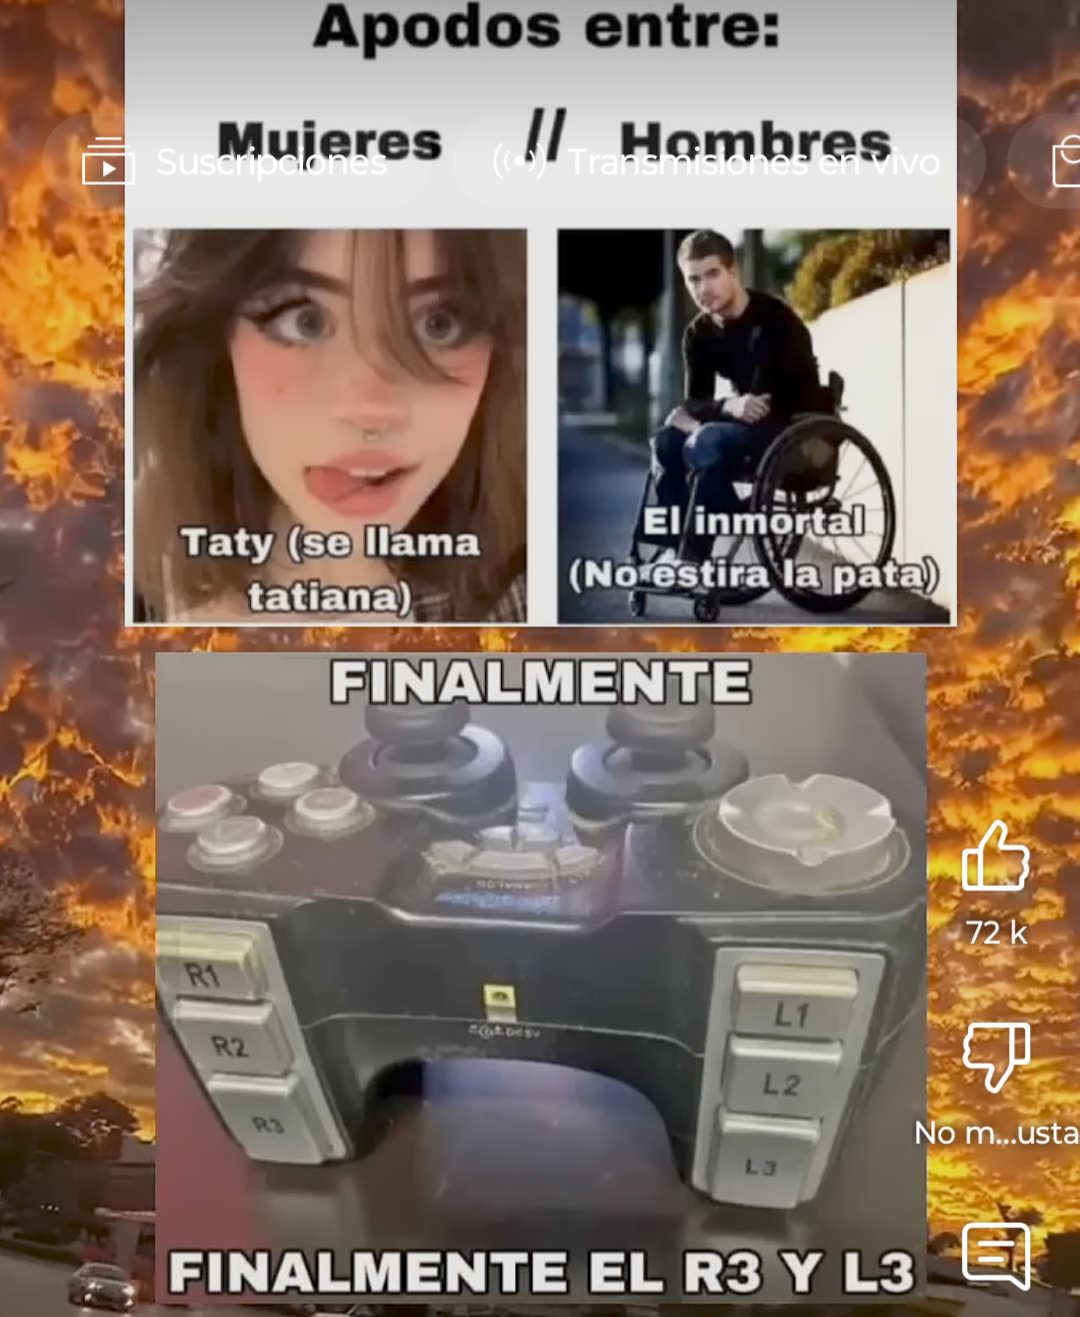 Apodos entre:
Mujeres // Hombres
Suscripciones
Transmisiones en vivo
Taty (se llama
tatiana)
El inmortal
(No estira la pata)
FINALMENTE
R1
R2
R3
L1
L2
L3
72 k
No m...usta
FINALMENTE EL R3 Y L3